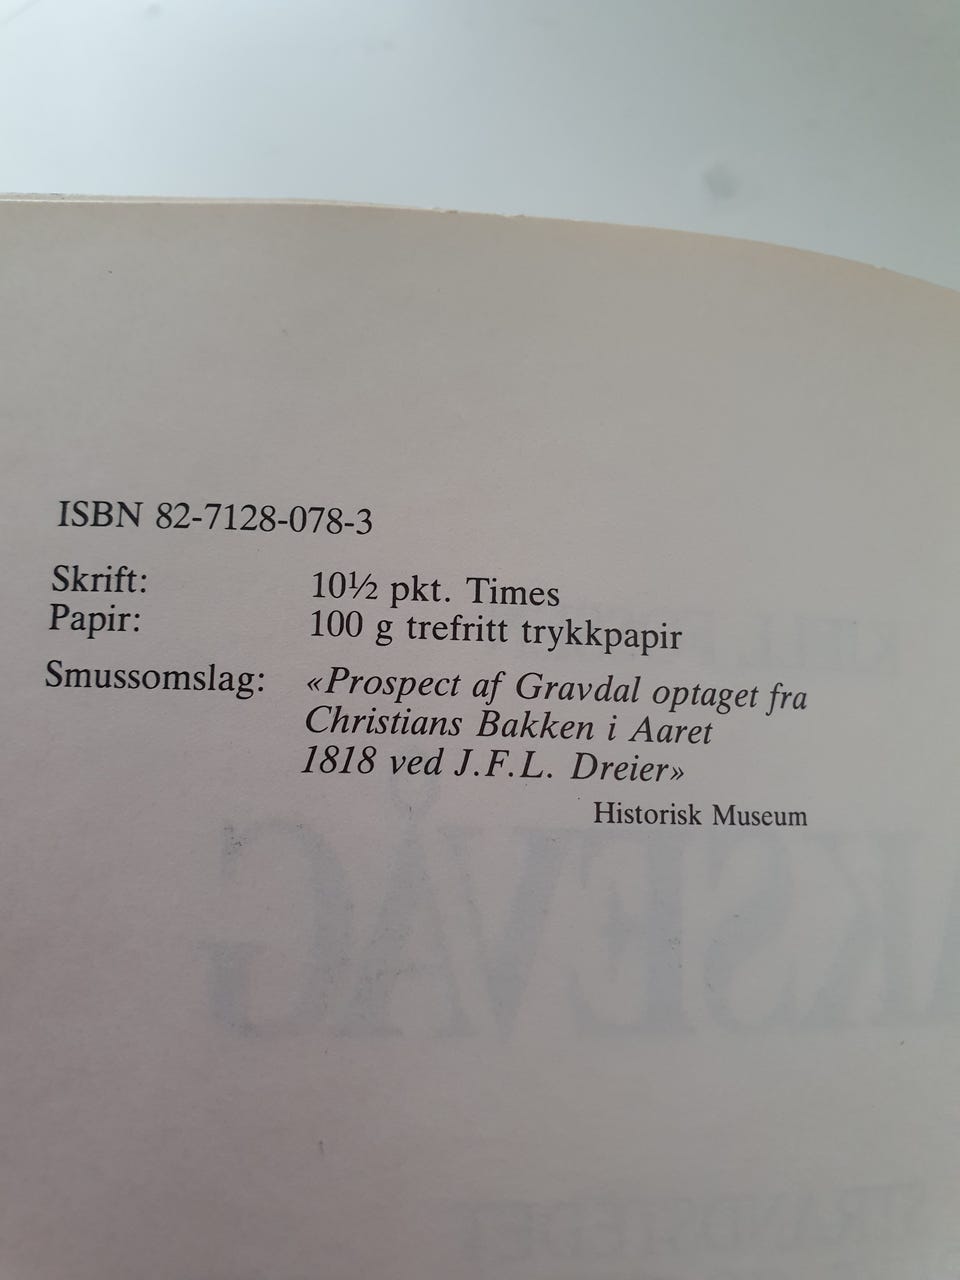 ISBN 82-7128-078-3
Skrift: 10½ pkt. Times
Papir: 100 g trefritt trykkpapir
Smussomslag: «Prospect af Gravdal optaget fra
Christians Bakken i Aaret
1818 ved J.F.L. Dreier»
Historisk Museum